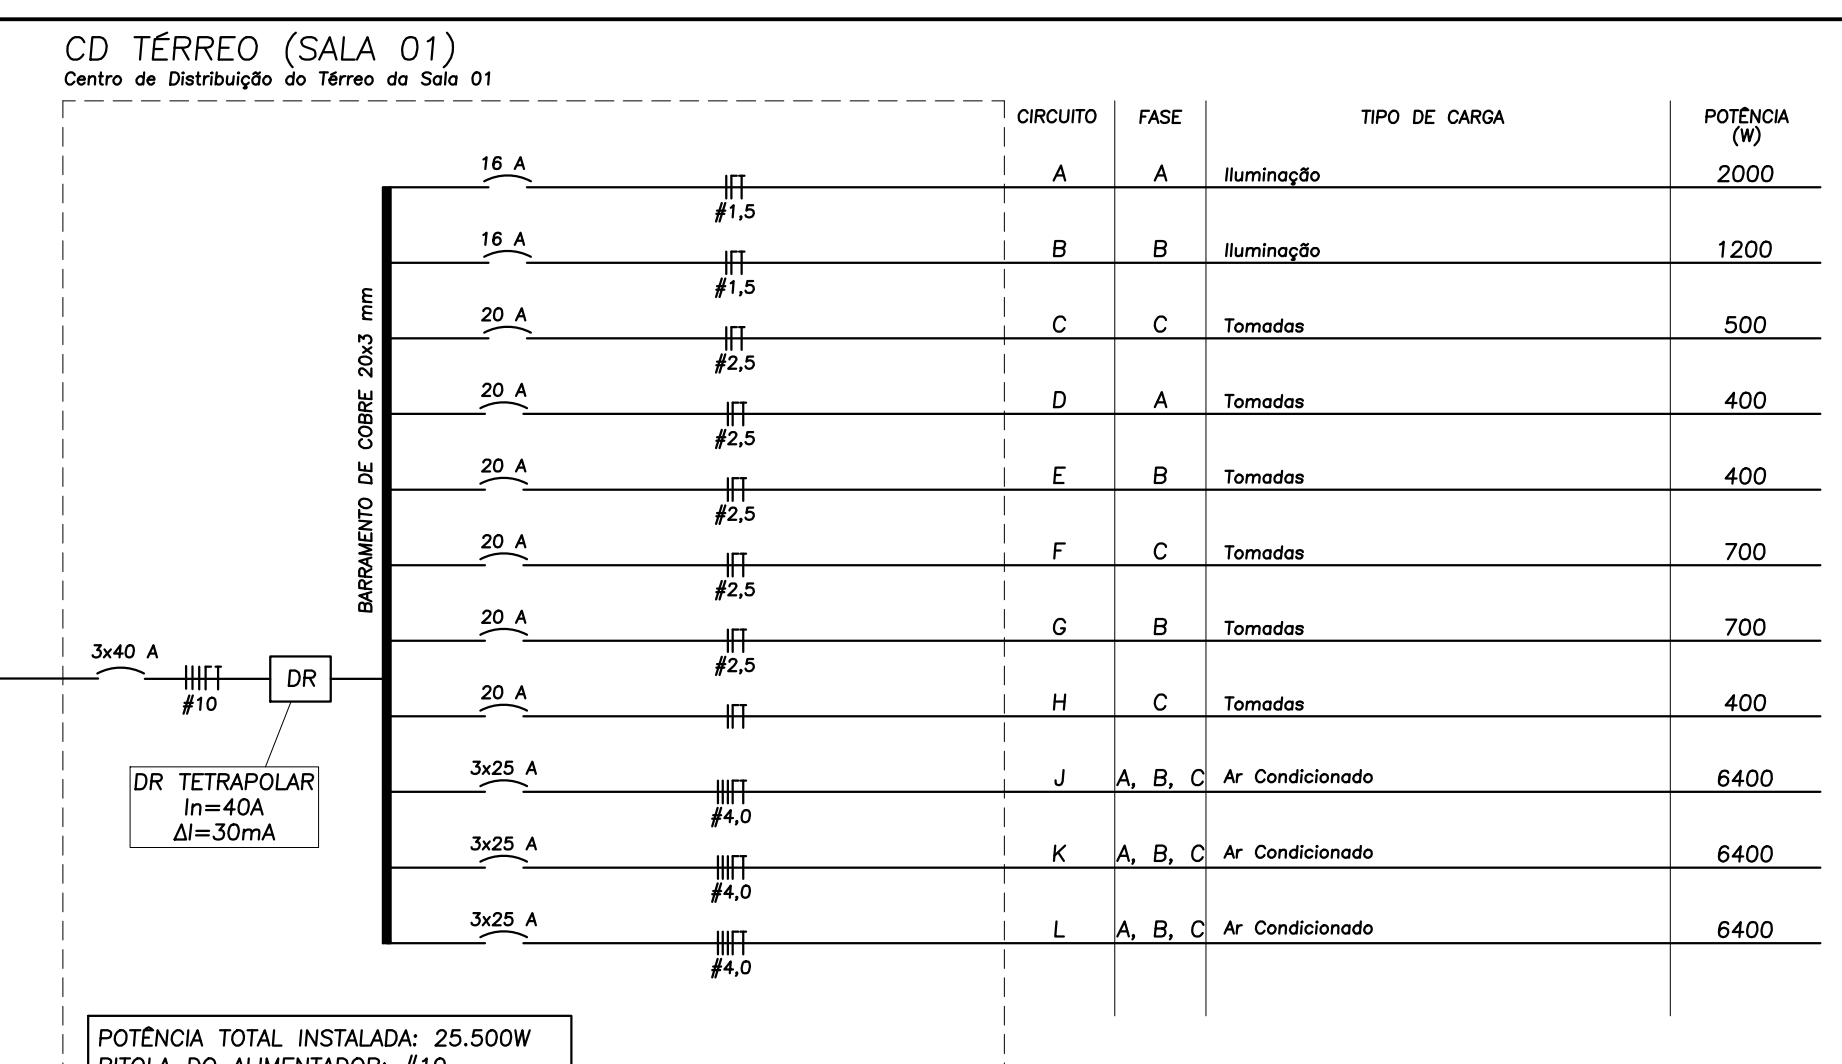 CD TÉRREO (SALA 01)
Centro de Distribuição do Térreo da Sala 01
CIRCUITO FASE TIPO DE CARGA POTÊNCIA
(W)
16 A A A Iluminação 2000
#1,5
16 A B B Iluminação 1200
#1,5
20 A C C Tomadas 500
#2,5
20 A D A Tomadas 400
#2,5
20 A E B Tomadas 400
#2,5
20 A F C Tomadas 700
#2,5
20 A G B Tomadas 700
#2,5
20 A H C Tomadas 400
3x25 A J A, B, C Ar Condicionado 6400
#4,0
3x25 A K A, B, C Ar Condicionado 6400
#4,0
3x25 A L A, B, C Ar Condicionado 6400
#4,0
BARRAMENTO DE COBRE 20x3 mm
3x40 A
#10
DR
DR TETRAPOLAR
In=40A
ΔI=30mA
POTÊNCIA TOTAL INSTALADA: 25.500W
BITOLA DO ALIMENTADOR: #10